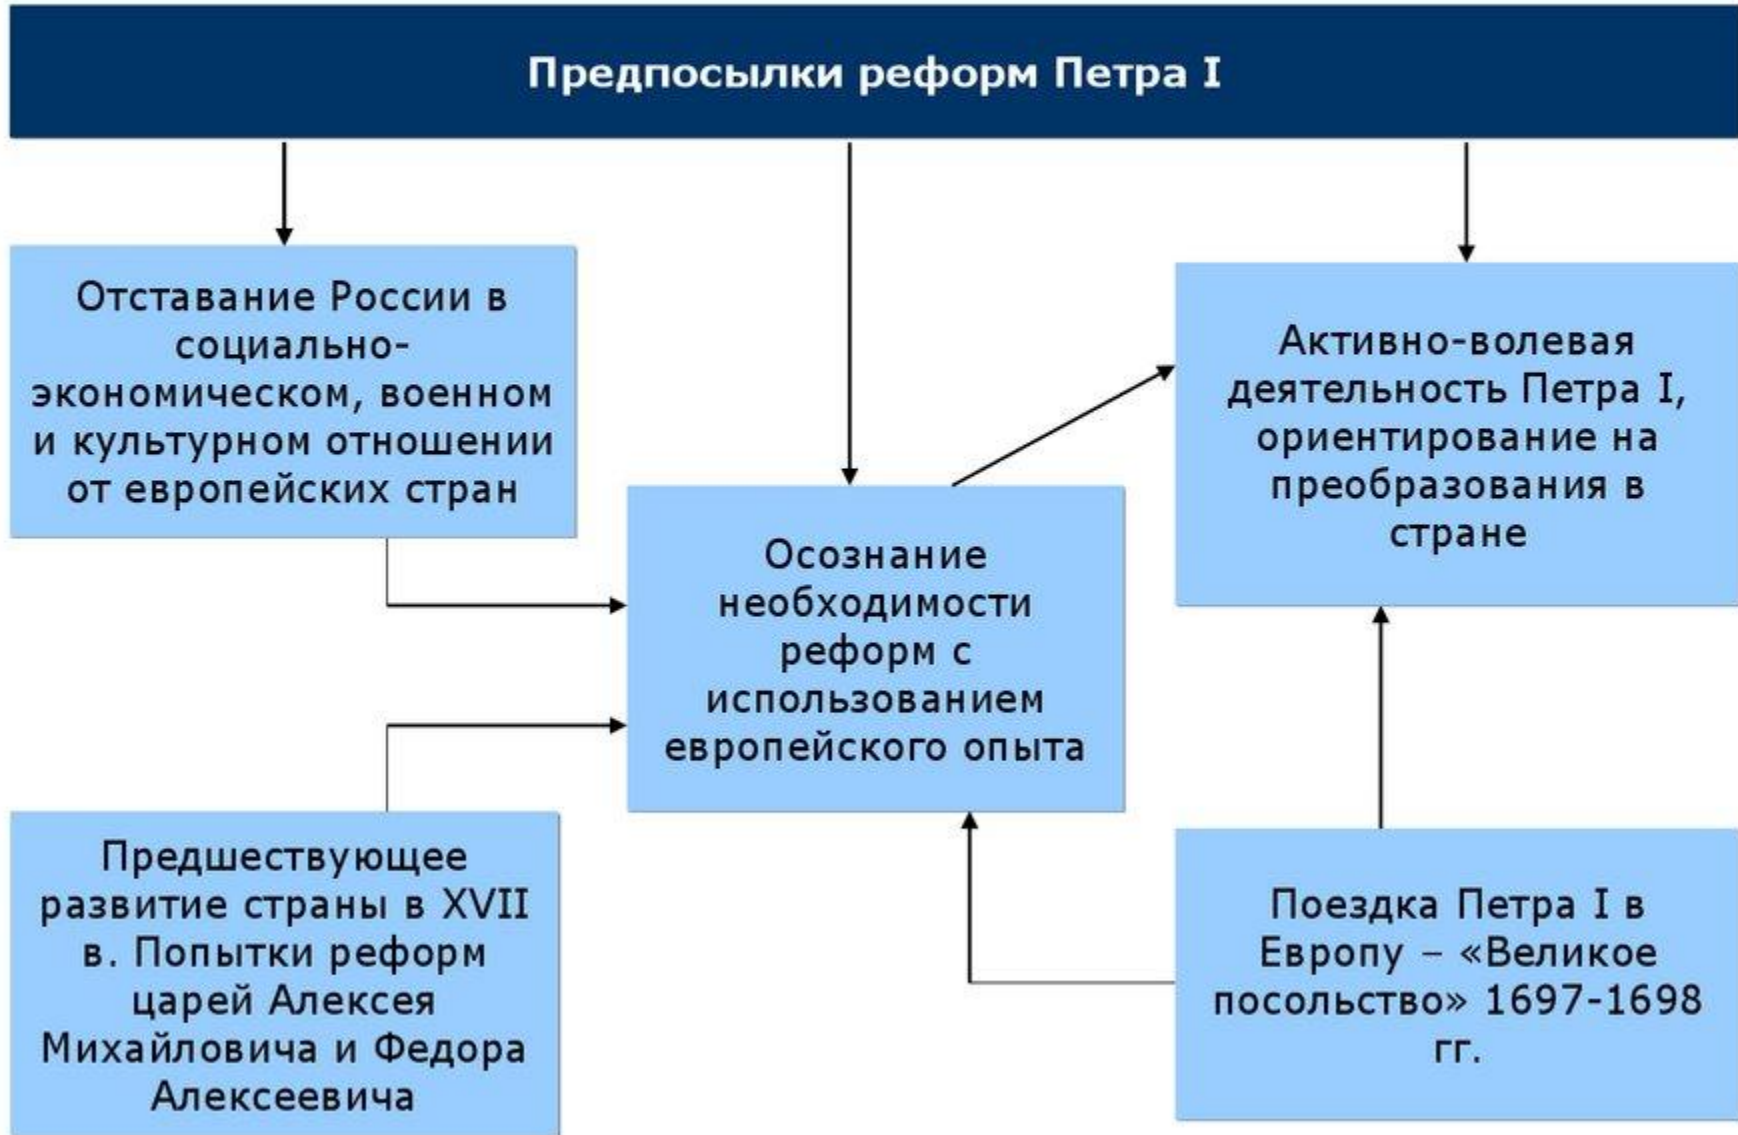 Предпосылки реформ Петра I
Отставание России в
социально-
экономическом, военном
и культурном отношении
от европейских стран
Активно-волевая
деятельность Петра I,
ориентирование на
преобразования в
стране
Осознание
необходимости
реформ с
использованием
европейского опыта
Предшествующее
развитие страны в XVII
в. Попытки реформ
царей Алексея
Михайловича и Федора
Алексеевича
Поездка Петра I в
Европу – «Великое
посольство» 1697-1698
гг.